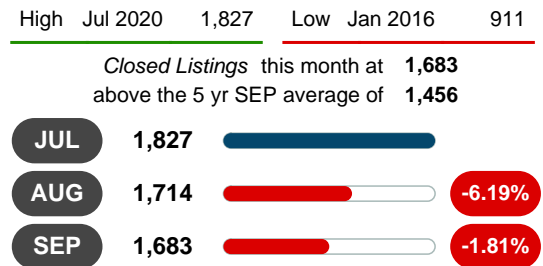 High Jul 2020 1,827 Low Jan 2016 911
Closed Listings this month at 1,683
above the 5 yr SEP average of 1,456
JUL 1,827
AUG 1,714 -6.19%
SEP 1,683 -1.81%